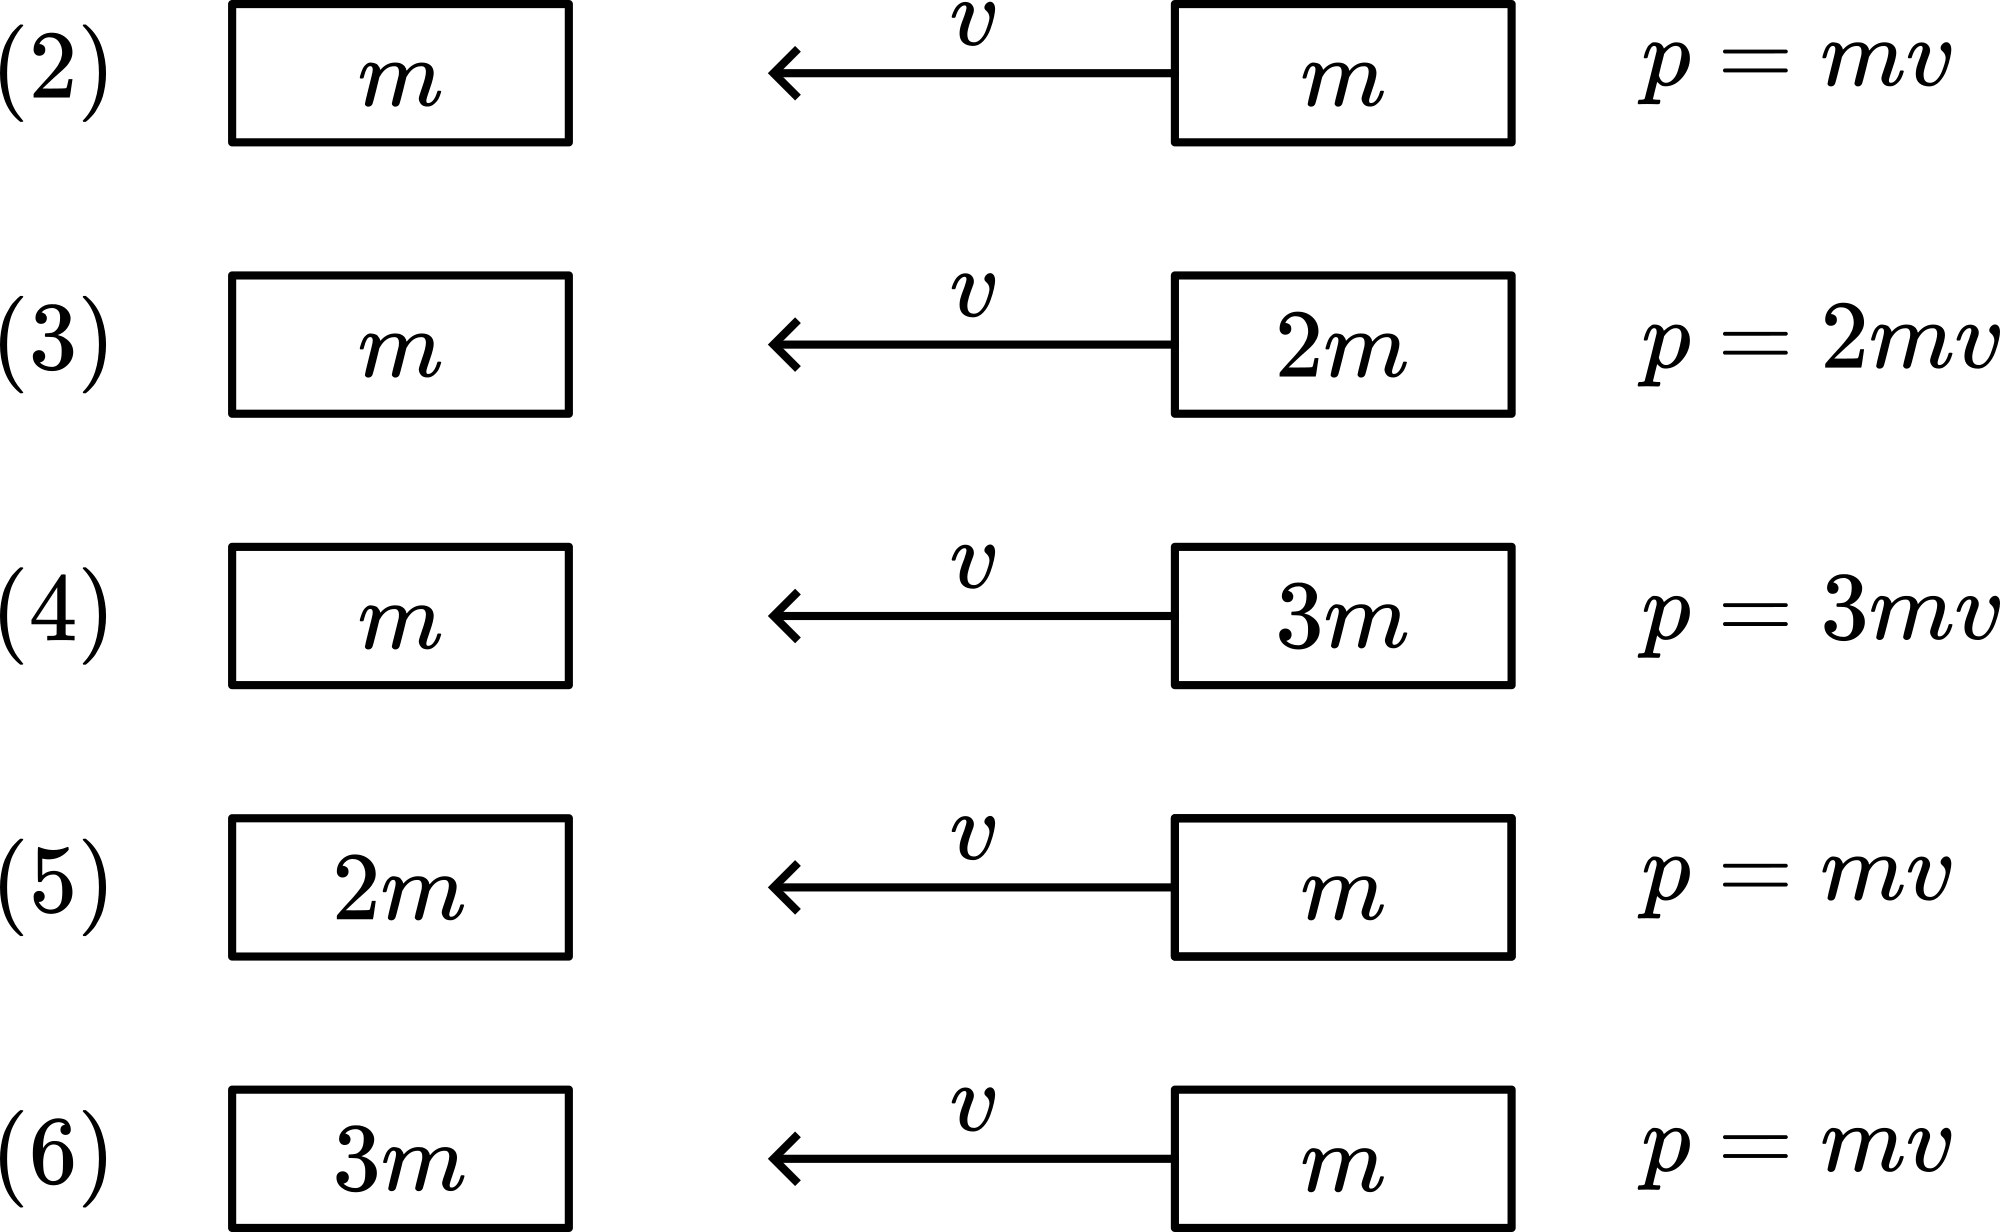 (2) m v m p = mv
(3) m v 2m p = 2mv
(4) m v 3m p = 3mv
(5) 2m v m p = mv
(6) 3m v m p = mv